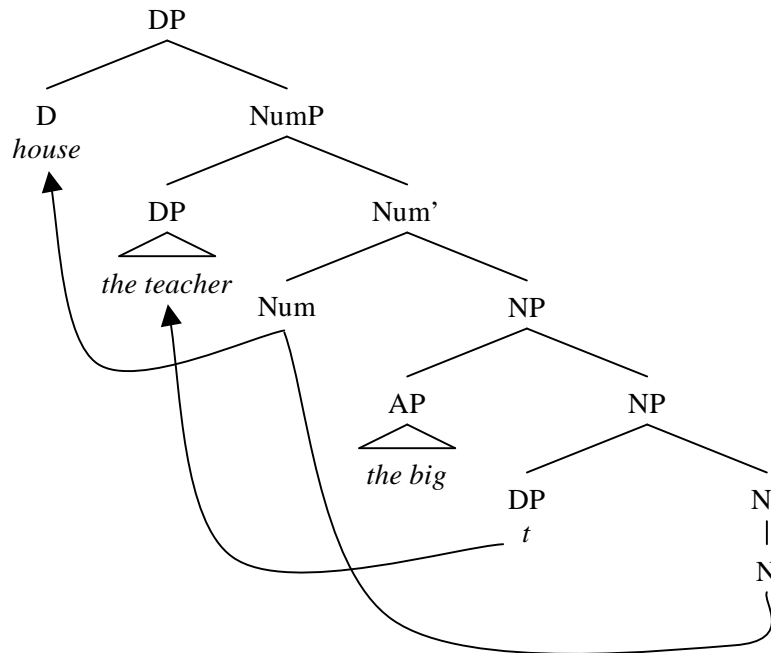 DP
D NumP
house
DP Num’
the teacher
Num NP
AP NP
the big
DP N
t
N